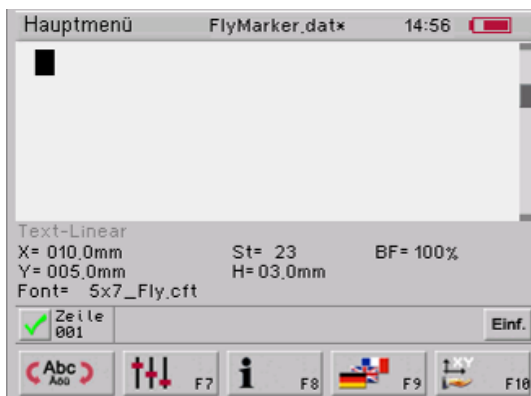 Hauptmenü FlyMarker.dat* 14:56
Text-Linear
X= 010.0mm St= 23 BF= 100%
Y= 005.0mm H= 03.0mm
Font= 5x7_Fly.cft
Zeile
001
Einf.
Abc
F7 F8 F9 XY F10